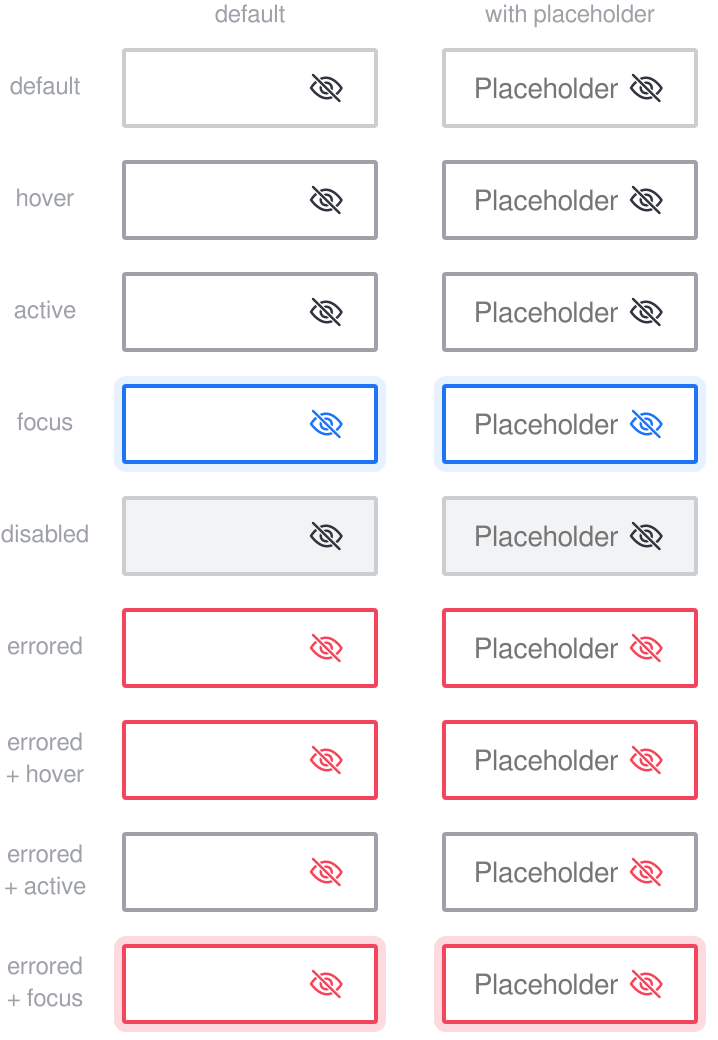 default with placeholder
default Placeholder
hover Placeholder
active Placeholder
focus Placeholder
disabled Placeholder
errored Placeholder
errored
+ hover Placeholder
errored
+ active Placeholder
errored
+ focus Placeholder